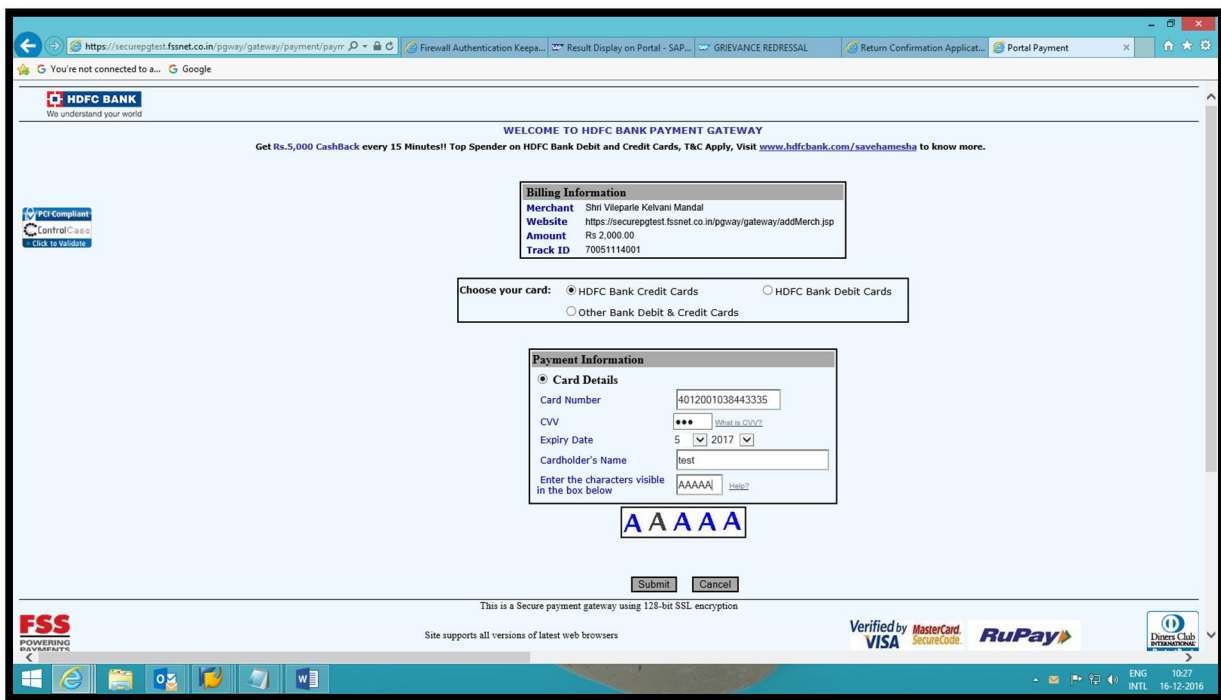 https://securepgtest.fssnet.co.in/pgway/gateway/payment/paym
Firewall Authentication Keepa...
Result Display on Portal - SAP...
GRIEVANCE REDRESSAL
Return Confirmation Applicat...
Portal Payment
You're not connected to a...
Google
HDFC BANK
We understand your world
WELCOME TO HDFC BANK PAYMENT GATEWAY
Get Rs.5,000 CashBack every 15 Minutes!! Top Spender on HDFC Bank Debit and Credit Cards, T&C Apply, Visit www.hdfcbank.com/savehamesha to know more.
PCI Compliant
ControlCase
Click to Validate
Billing Information
Merchant Shri Vileparle Kelvani Mandal
Website https://securepgtest.fssnet.co.in/pgway/gateway/addMerch.jsp
Amount Rs 2,000.00
Track ID 70051114001
Choose your card: HDFC Bank Credit Cards HDFC Bank Debit Cards
Other Bank Debit & Credit Cards
Payment Information
Card Details
Card Number 4012001038443335
CVV ●●● What is CVV?
Expiry Date 5 2017
Cardholder's Name test
Enter the characters visible
in the box below AAAAA Help?
A A A A A
Submit Cancel
This is a Secure payment gateway using 128-bit SSL encryption
FSS
POWERING
PAYMENTS
Site supports all versions of latest web browsers
Verified by
VISA
MasterCard.
SecureCode.
RuPay
Diners Club
INTERNATIONAL
ENG 10:27
INTL 16-12-2016